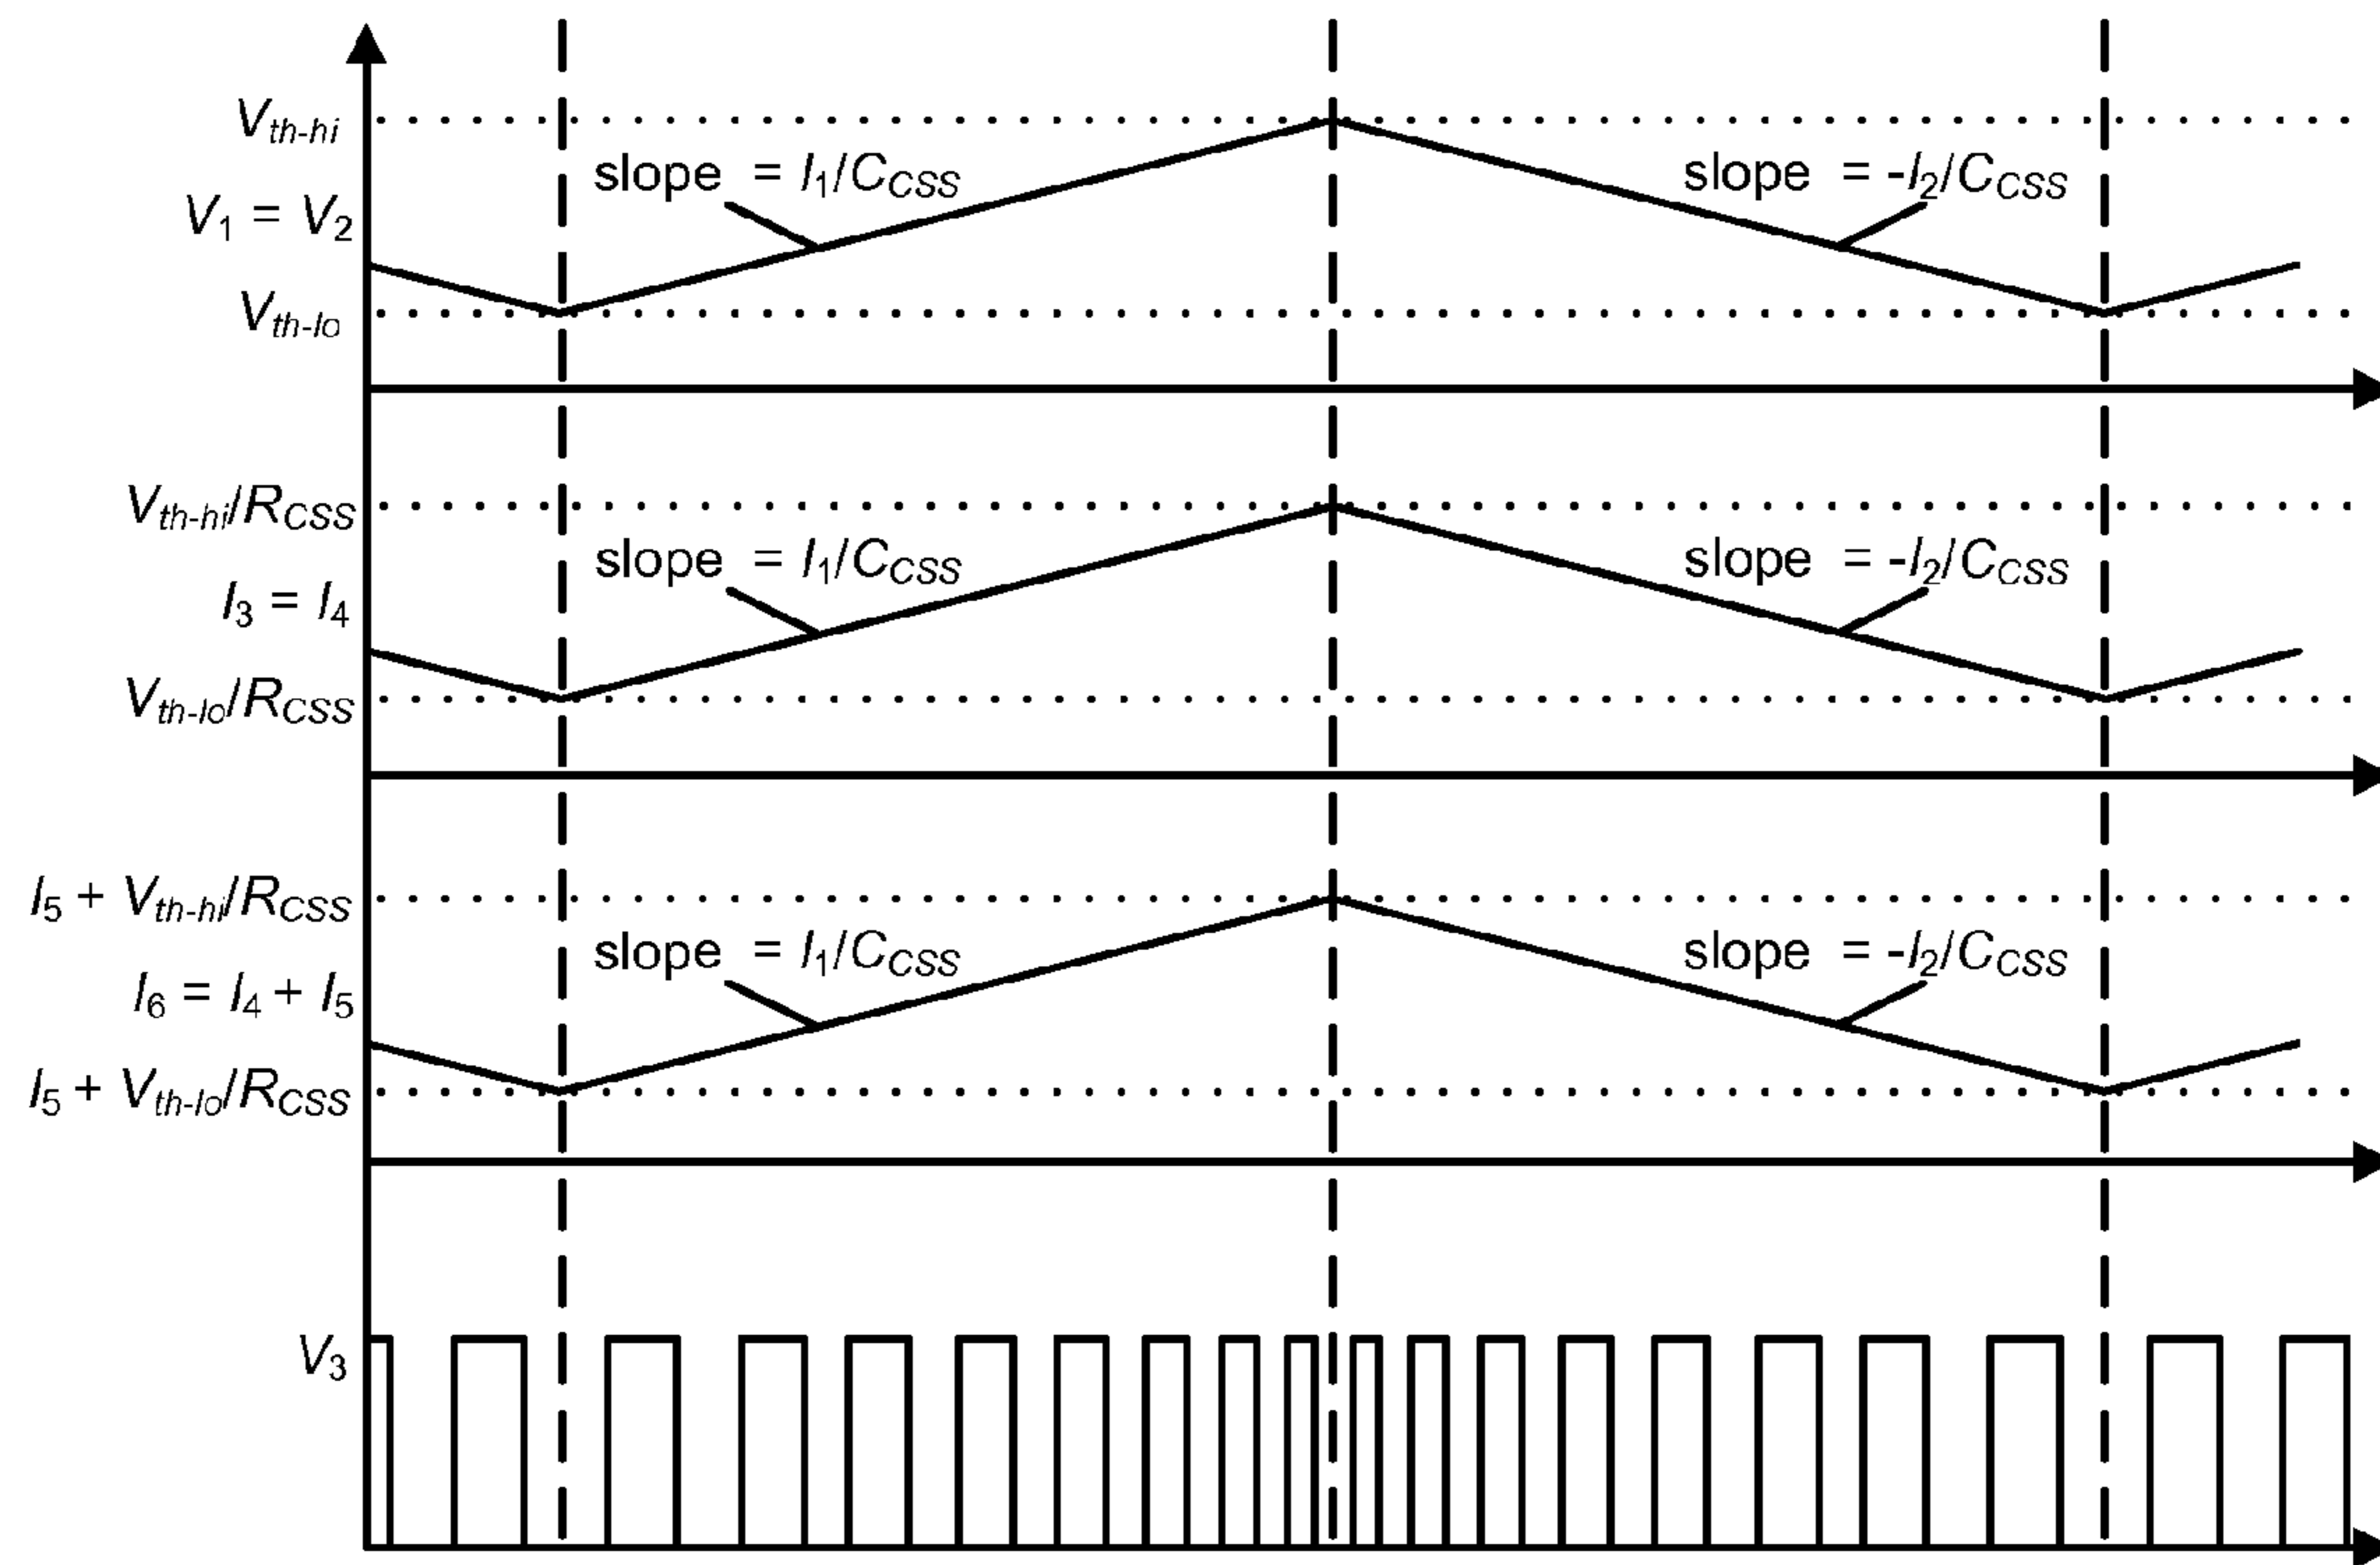 V_th-hi
slope = I_1/C_CSS
slope = -I_2/C_CSS
V_1 = V_2
V_th-lo
V_th-hi/R_CSS
slope = I_1/C_CSS
slope = -I_2/C_CSS
I_3 = I_4
V_th-lo/R_CSS
I_5 + V_th-hi/R_CSS
slope = I_1/C_CSS
slope = -I_2/C_CSS
I_6 = I_4 + I_5
I_5 + V_th-lo/R_CSS
V_3